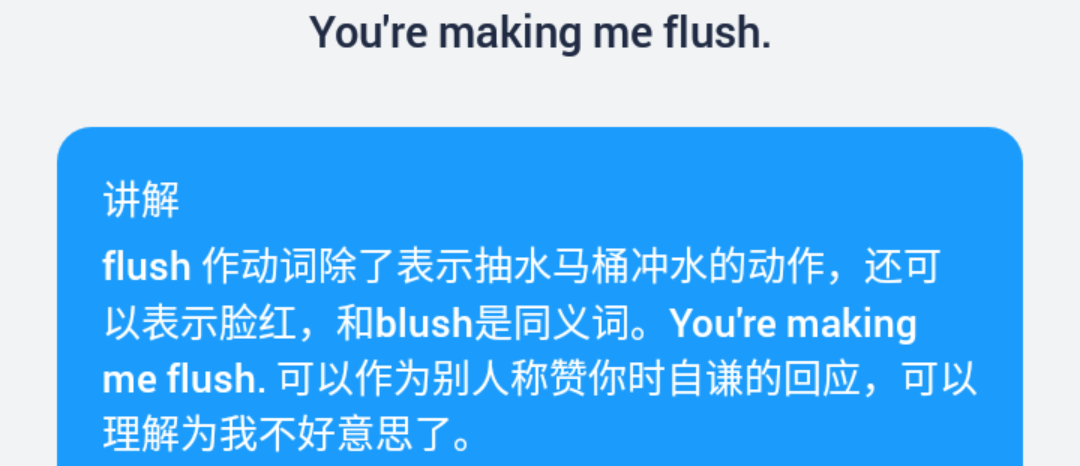 You're making me flush.
讲解
flush 作动词除了表示抽水马桶冲水的动作，还可
以表示脸红，和blush是同义词。You're making
me flush. 可以作为别人称赞你时自谦的回应，可以
理解为我不好意思了。